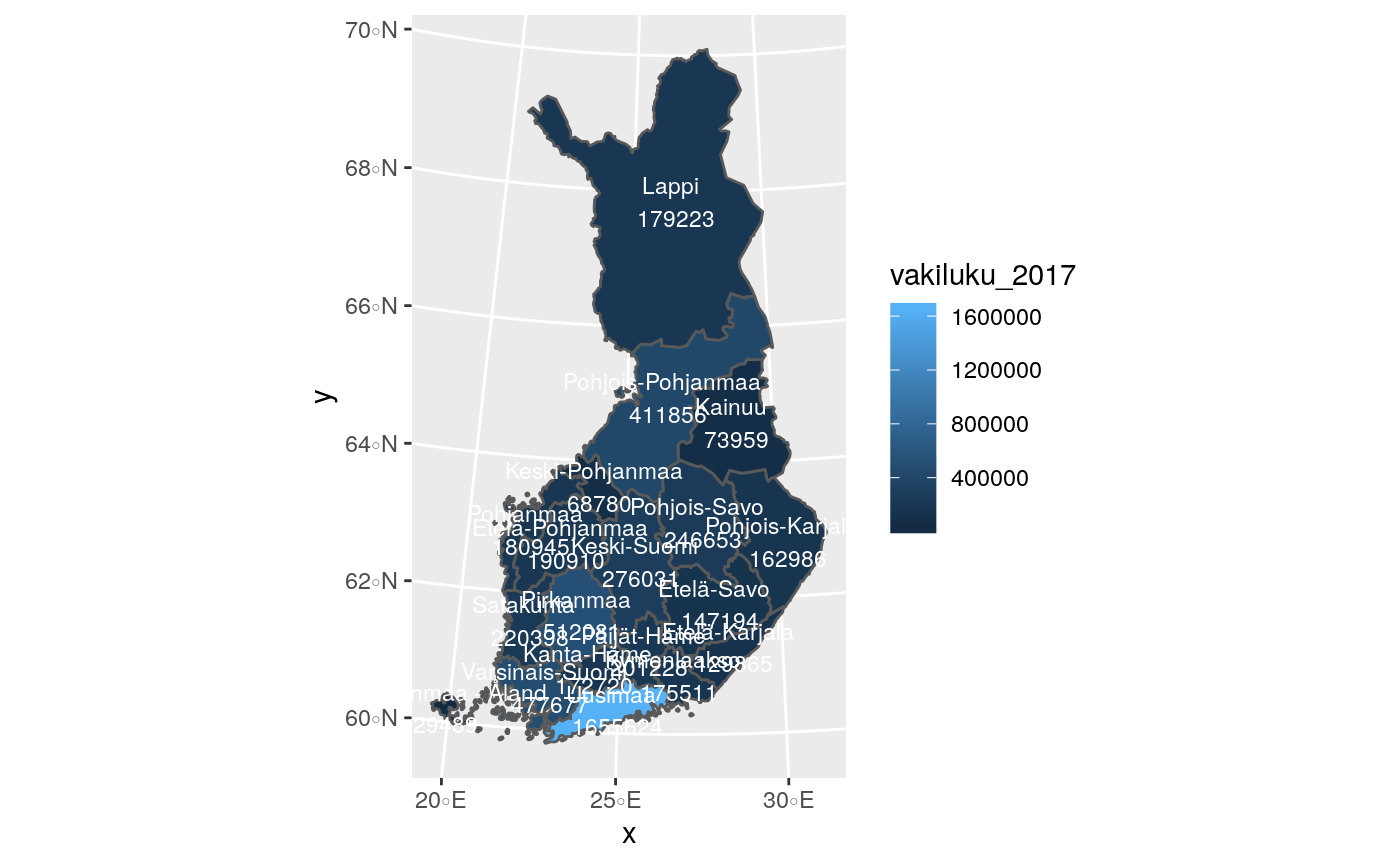 70°N
68°N
66°N
64°N
62°N
60°N
y
Lappi
179223
Pohjois-Pohjanmaa
411856
Kainuu
73959
Keski-Pohjanmaa
68780
Pohjois-Savo
246653
Pohjois-Karjal
162986
Pohjanmaa
180945
Etelä-Pohjanmaa
190910
Keski-Suomi
276031
Etelä-Savo
147194
Pirkanmaa
512081
Satakunta
220398
Päijät-Häme
201228
Etelä-Karjala
129865
Kanta-Häme
172720
Kymenlaakso
175511
Varsinais-Suomi
477677
nmaa
Åland
29489
Uusimaa
1655624
20°E
25°E
30°E
x
vakiluku_2017
1600000
1200000
800000
400000